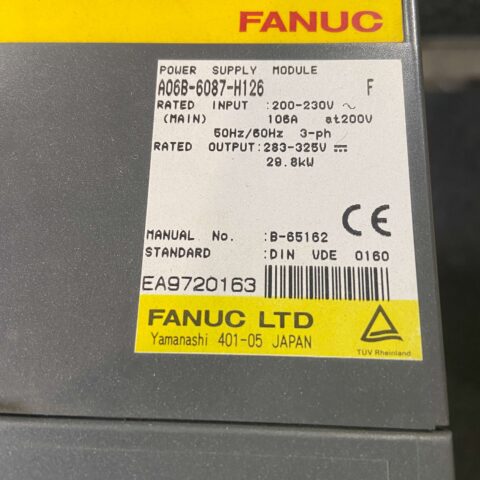 FANUC
POWER SUPPLY MODULE
A06B-6087-H126 F
RATED INPUT :200-230V ~
(MAIN) 106A at200V
50Hz/60Hz 3-ph
RATED OUTPUT:283-325V ⎓
29.8kW
MANUAL No. :B-65162
STANDARD :DIN VDE 0160
CE
EA9720163
FANUC LTD
Yamanashi 401-05 JAPAN
TUV Rheinland